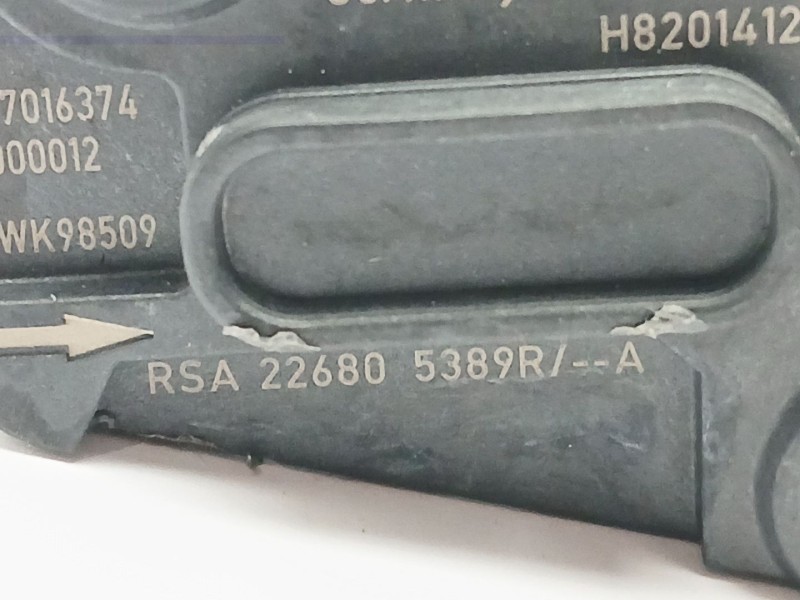 H8201412
7016374
000012
WK98509
RSA 22680 5389R/--A